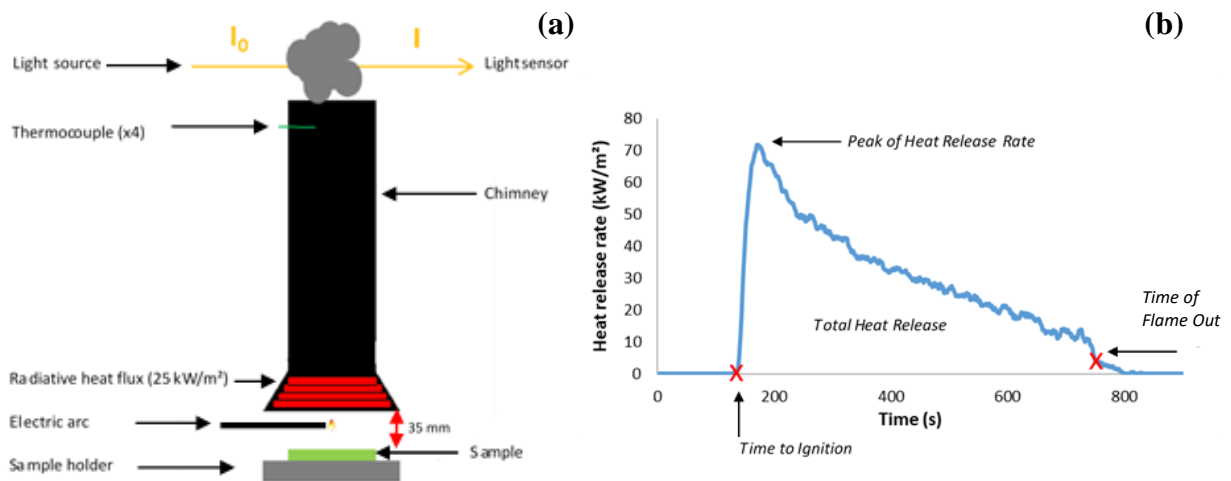 (a)
I₀
I
Light source
Lightsensor
Thermocouple (x4)
Chimney
Radiative heat flux (25 kW/m²)
Electric arc
35 mm
Sample
Sample holder
(b)
Heat release rate (kW/m²)
80
70
60
50
40
30
20
10
0
Peak of Heat Release Rate
Total Heat Release
Time of
Flame Out
0
200
400
600
800
Time (s)
Time to Ignition